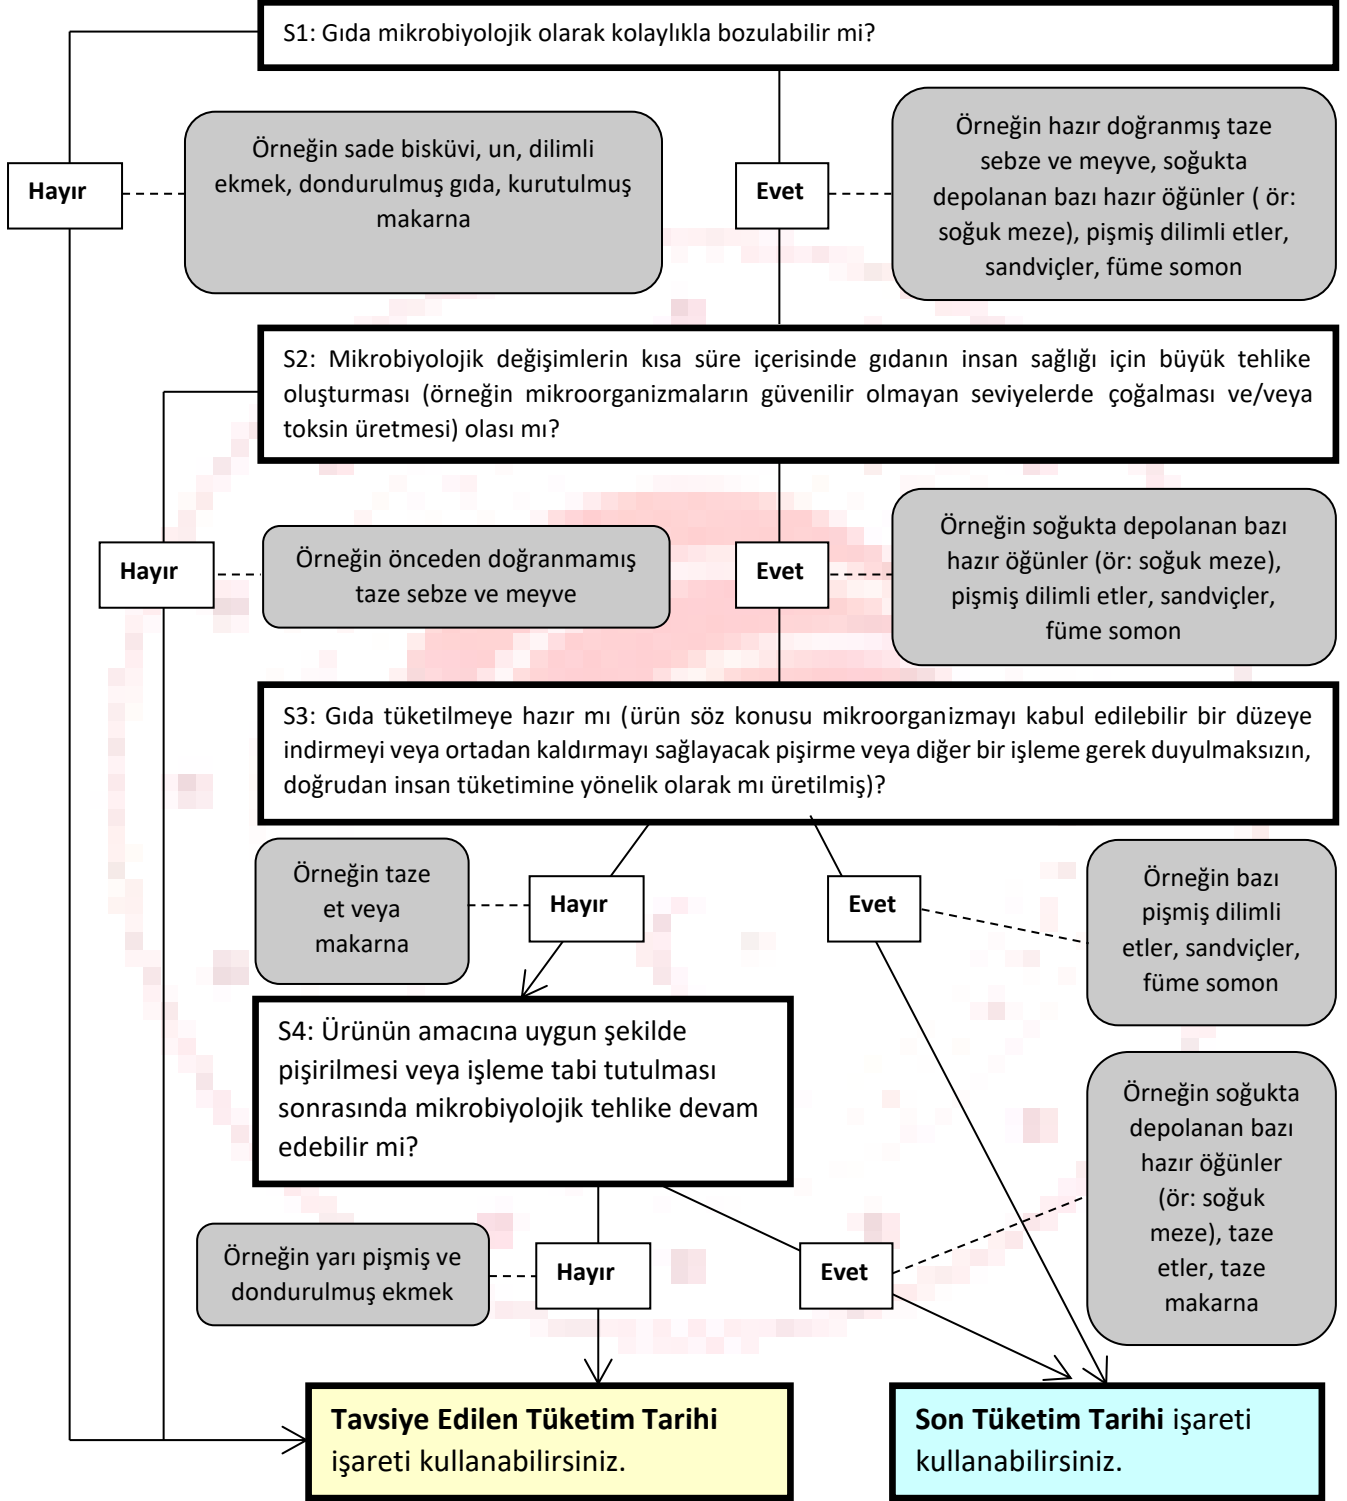 S1: Gıda mikrobiyolojik olarak kolaylıkla bozulabilir mi?
Hayır
Örneğin sade bisküvi, un, dilimli
ekmek, dondurulmuş gıda, kurutulmuş
makarna
Evet
Örneğin hazır doğranmış taze
sebze ve meyve, soğukta
depolanan bazı hazır öğünler ( ör:
soğuk meze), pişmiş dilimli etler,
sandviçler, füme somon
S2: Mikrobiyolojik değişimlerin kısa süre içerisinde gıdanın insan sağlığı için büyük tehlike
oluşturması (örneğin mikroorganizmaların güvenilir olmayan seviyelerde çoğalması ve/veya
toksin üretmesi) olası mı?
Hayır
Örneğin önceden doğranmamış
taze sebze ve meyve
Evet
Örneğin soğukta depolanan bazı
hazır öğünler (ör: soğuk meze),
pişmiş dilimli etler, sandviçler,
füme somon
S3: Gıda tüketilmeye hazır mı (ürün söz konusu mikroorganizmayı kabul edilebilir bir düzeye
indirmeyi veya ortadan kaldırmayı sağlayacak pişirme veya diğer bir işleme gerek duyulmaksızın,
doğrudan insan tüketimine yönelik olarak mı üretilmiş)?
Örneğin taze
et veya
makarna
Hayır
Evet
Örneğin bazı
pişmiş dilimli
etler, sandviçler,
füme somon
S4: Ürünün amacına uygun şekilde
pişirilmesi veya işleme tabi tutulması
sonrasında mikrobiyolojik tehlike devam
edebilir mi?
Örneğin soğukta
depolanan bazı
hazır öğünler
(ör: soğuk
meze), taze
etler, taze
makarna
Örneğin yarı pişmiş ve
dondurulmuş ekmek
Hayır
Evet
Tavsiye Edilen Tüketim Tarihi
işareti kullanabilirsiniz.
Son Tüketim Tarihi işareti
kullanabilirsiniz.